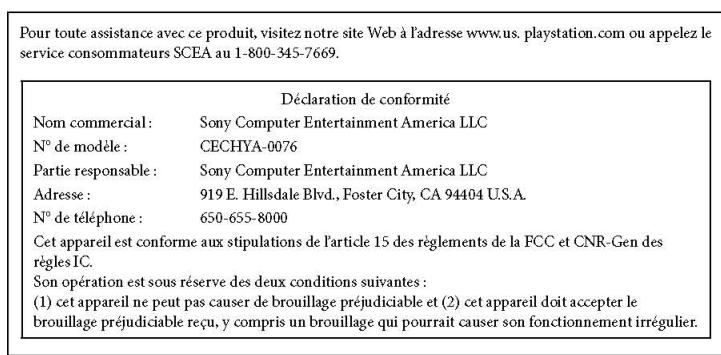 Pour toute assistance avec ce produit, visitez notre site Web à l'adresse www.us. playstation.com ou appelez le
service consommateurs SCEA au 1-800-345-7669.
Déclaration de conformité
Nom commercial : Sony Computer Entertainment America LLC
N° de modèle : CECHYA-0076
Partie responsable : Sony Computer Entertainment America LLC
Adresse : 919 E. Hillsdale Blvd., Foster City, CA 94404 U.S.A.
N° de téléphone : 650-655-8000
Cet appareil est conforme aux stipulations de l'article 15 des règlements de la FCC et CNR-Gen des
règles IC.
Son opération est sous réserve des deux conditions suivantes :
(1) cet appareil ne peut pas causer de brouillage préjudiciable et (2) cet appareil doit accepter le
brouillage préjudiciable reçu, y compris un brouillage qui pourrait causer son fonctionnement irrégulier.